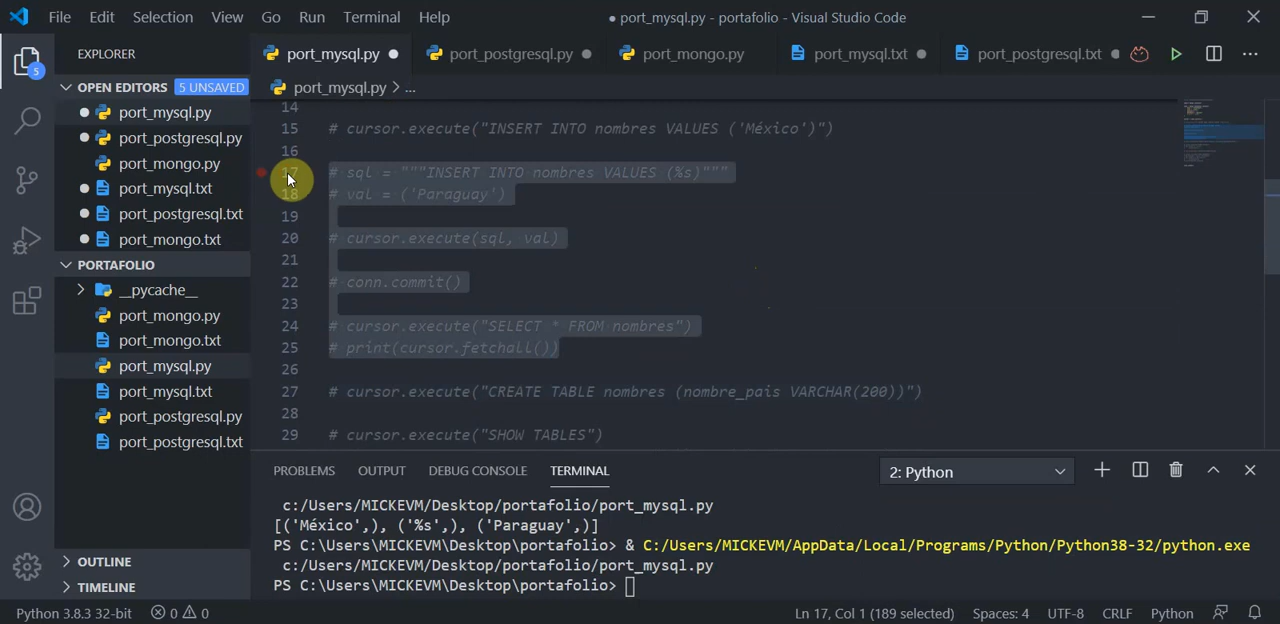 File Edit Selection View Go Run Terminal Help ● port_mysql.py - portafolio - Visual Studio Code
EXPLORER
port_mysql.py ● port_postgresql.py ● port_mongo.py port_mysql.txt ● port_postgresql.txt ●
OPEN EDITORS 5 UNSAVED
port_mysql.py > ...
5
● port_mysql.py
● port_postgresql.py
port_mongo.py
● port_mysql.txt
● port_postgresql.txt
● port_mongo.txt
PORTAFOLIO
__pycache__
port_mongo.py
port_mongo.txt
port_mysql.py
port_mysql.txt
port_postgresql.py
port_postgresql.txt
OUTLINE
TIMELINE
14
15 # cursor.execute("INSERT INTO nombres VALUES ('México')")
16
17 # sql = """INSERT INTO nombres VALUES (%s)"""
18 # val = ('Paraguay')
19
20 # cursor.execute(sql, val)
21
22 # conn.commit()
23
24 # cursor.execute("SELECT * FROM nombres")
25 # print(cursor.fetchall())
26
27 # cursor.execute("CREATE TABLE nombres (nombre_pais VARCHAR(200))")
28
29 # cursor.execute("SHOW TABLES")
PROBLEMS OUTPUT DEBUG CONSOLE TERMINAL 2: Python
c:/Users/MICKEVM/Desktop/portafolio/port_mysql.py
[('México',), ('%s',), ('Paraguay',)]
PS C:\Users\MICKEVM\Desktop\portafolio> & C:/Users/MICKEVM/AppData/Local/Programs/Python/Python38-32/python.exe
c:/Users/MICKEVM/Desktop/portafolio/port_mysql.py
PS C:\Users\MICKEVM\Desktop\portafolio>
Python 3.8.3 32-bit 0 0 Ln 17, Col 1 (189 selected) Spaces: 4 UTF-8 CRLF Python